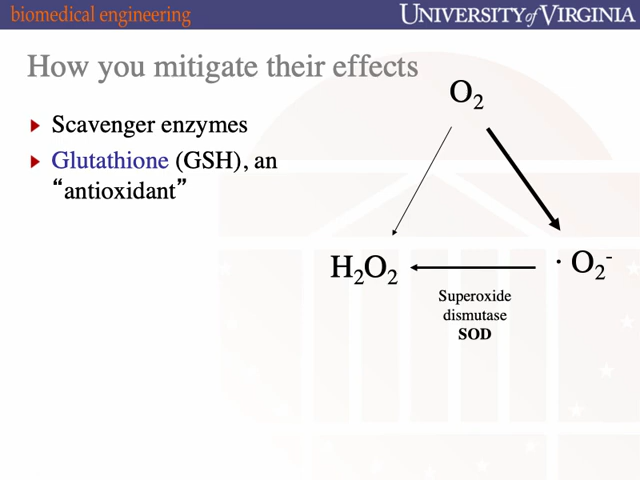 biomedical engineering
UNIVERSITY of VIRGINIA
How you mitigate their effects
Scavenger enzymes
Glutathione (GSH), an
“antioxidant”
O₂
H₂O₂
· O₂⁻
Superoxide
dismutase
SOD